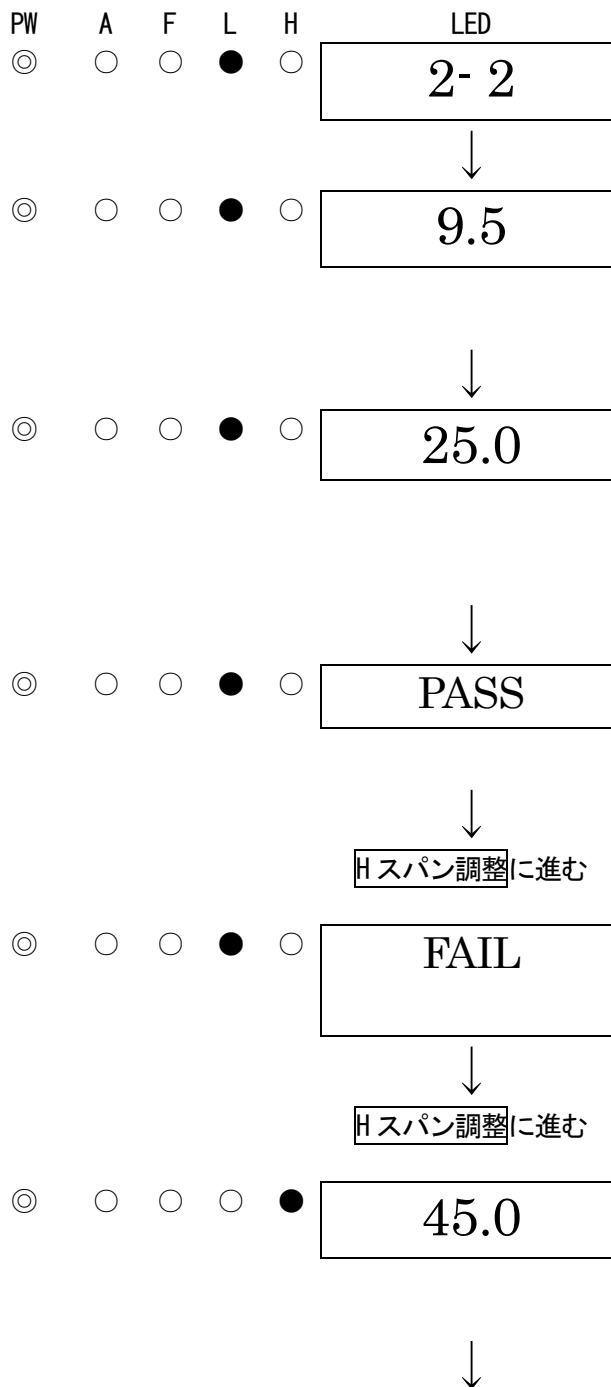 PW A F L H LED
◎ ○ ○ ● ○ 2- 2
↓
◎ ○ ○ ● ○ 9.5
↓
◎ ○ ○ ● ○ 25.0
↓
◎ ○ ○ ● ○ PASS
↓
Hスパン調整に進む
◎ ○ ○ ● ○ FAIL
↓
Hスパン調整に進む
◎ ○ ○ ○ ● 45.0
↓